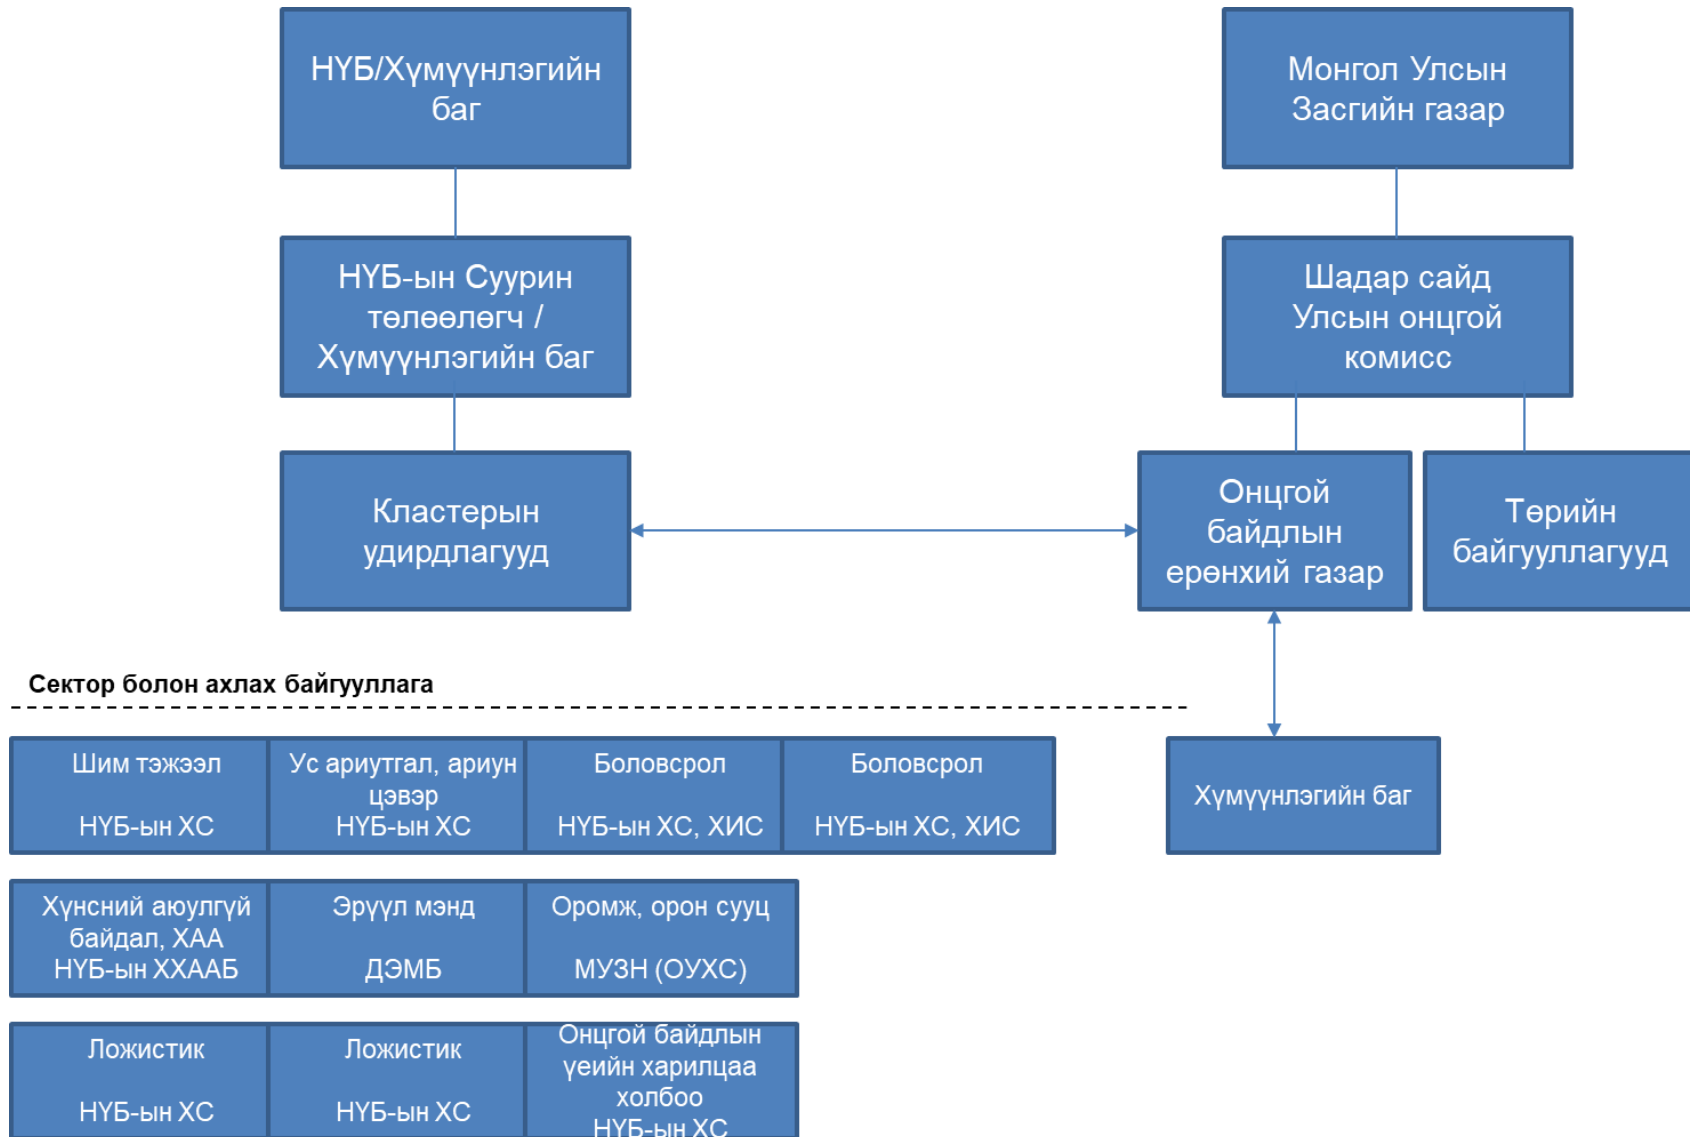 НҮБ/Хүмүүнлэгийн
баг
Монгол Улсын
Засгийн газар
НҮБ-ын Суурин
төлөөлөгч /
Хүмүүнлэгийн баг
Шадар сайд
Улсын онцгой
комисс
Кластерын
удирдлагууд
Онцгой
байдлын
ерөнхий газар
Төрийн
байгууллагууд
Сектор болон ахлах байгууллага
Шим тэжээл
НҮБ-ын ХС
Ус ариутгал, ариун
цэвэр
НҮБ-ын ХС
Боловсрол
НҮБ-ын ХС, ХИС
Боловсрол
НҮБ-ын ХС, ХИС
Хүмүүнлэгийн баг
Хүнсний аюулгүй
байдал, ХАА
НҮБ-ын ХХААБ
Эрүүл мэнд
ДЭМБ
Оромж, орон сууц
МУЗН (ОУХС)
Ложистик
НҮБ-ын ХС
Ложистик
НҮБ-ын ХС
Онцгой байдлын
үеийн харилцаа
холбоо
НҮБ-ын ХС